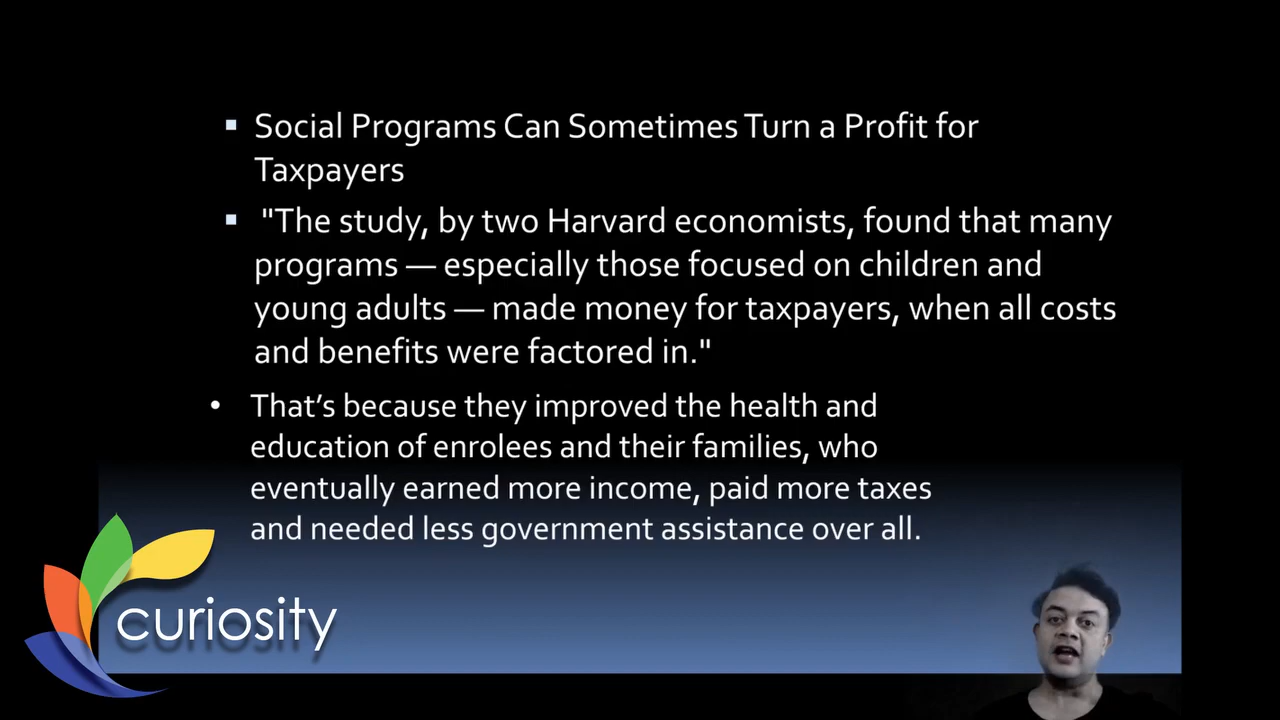 Social Programs Can Sometimes Turn a Profit for
Taxpayers
"The study, by two Harvard economists, found that many
programs — especially those focused on children and
young adults — made money for taxpayers, when all costs
and benefits were factored in."
That's because they improved the health and
education of enrolees and their families, who
eventually earned more income, paid more taxes
and needed less government assistance over all.
curiosity